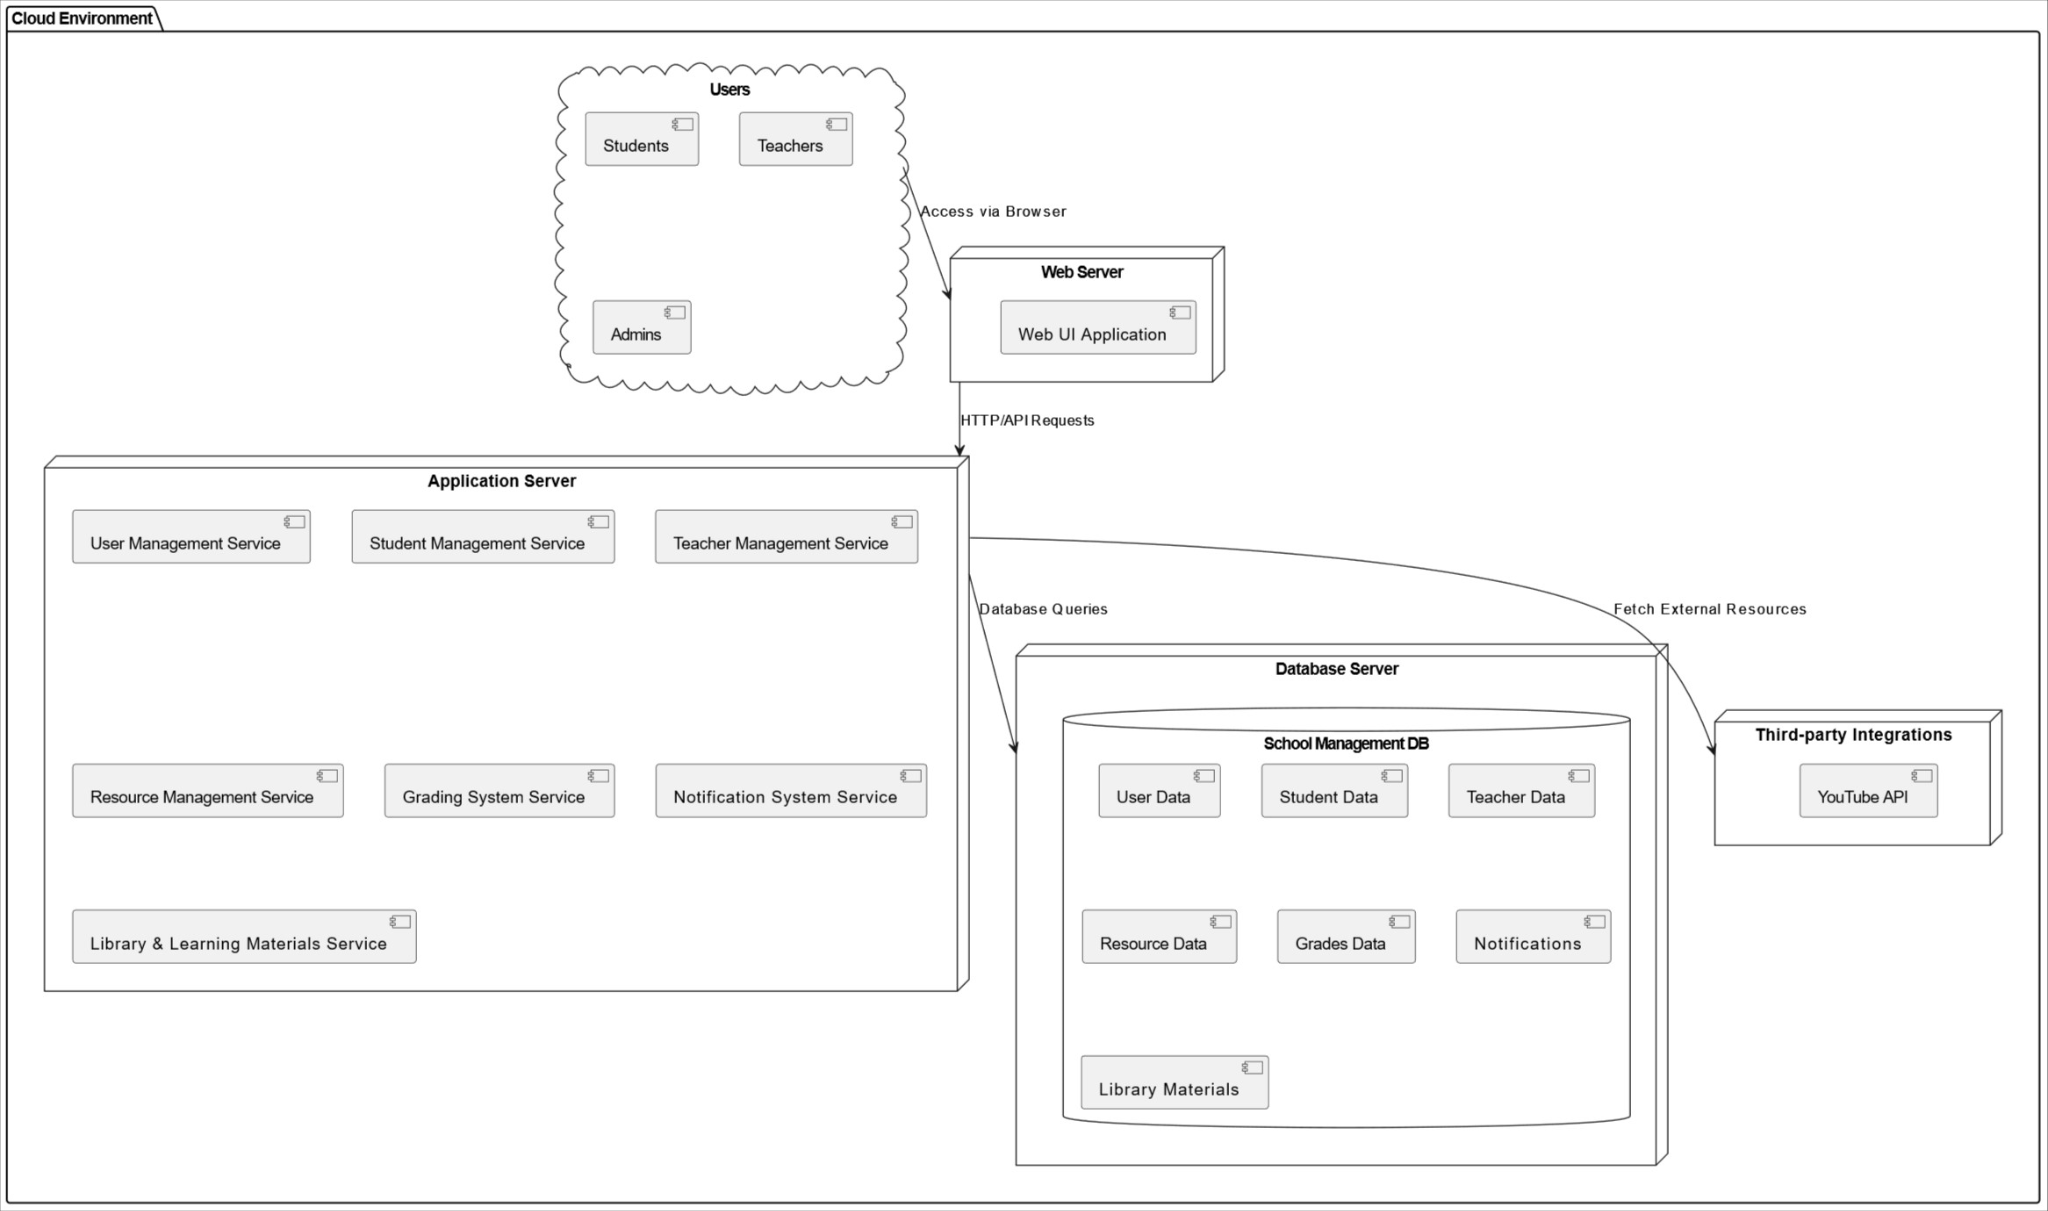 Cloud Environment
Users
Students
Teachers
Admins
Access via Browser
Web Server
Web UI Application
HTTP/API Requests
Application Server
User Management Service
Student Management Service
Teacher Management Service
Resource Management Service
Grading System Service
Notification System Service
Library & Learning Materials Service
Database Queries
Fetch External Resources
Database Server
School Management DB
User Data
Student Data
Teacher Data
Resource Data
Grades Data
Notifications
Library Materials
Third-party Integrations
YouTube API